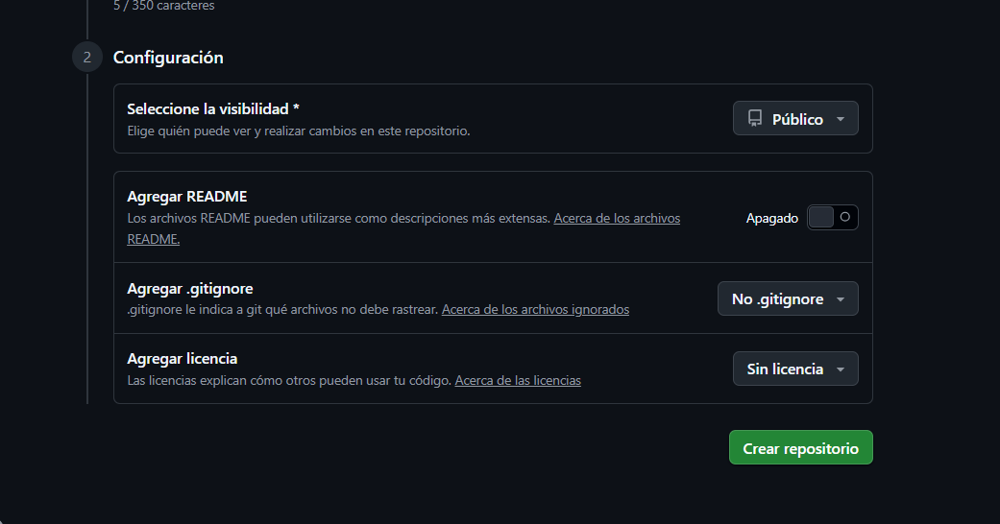 5 / 350 caracteres
2 Configuración
Seleccione la visibilidad *
Elige quién puede ver y realizar cambios en este repositorio.
Público
Agregar README
Los archivos README pueden utilizarse como descripciones más extensas. Acerca de los archivos
README.
Apagado
Agregar .gitignore
.gitignore le indica a git qué archivos no debe rastrear. Acerca de los archivos ignorados
No .gitignore
Agregar licencia
Las licencias explican cómo otros pueden usar tu código. Acerca de las licencias
Sin licencia
Crear repositorio